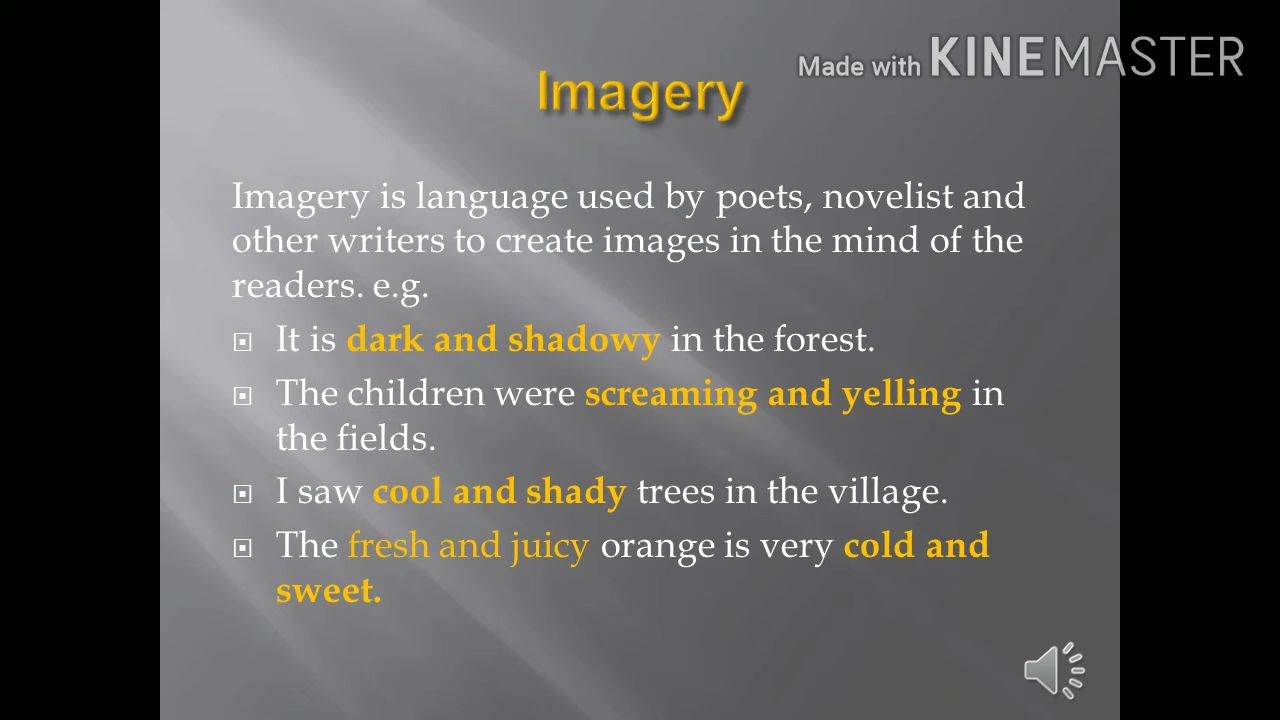 Made with KINEMASTER
Imagery
Imagery is language used by poets, novelist and
other writers to create images in the mind of the
readers. e.g.
It is dark and shadowy in the forest.
The children were screaming and yelling in
the fields.
I saw cool and shady trees in the village.
The fresh and juicy orange is very cold and
sweet.